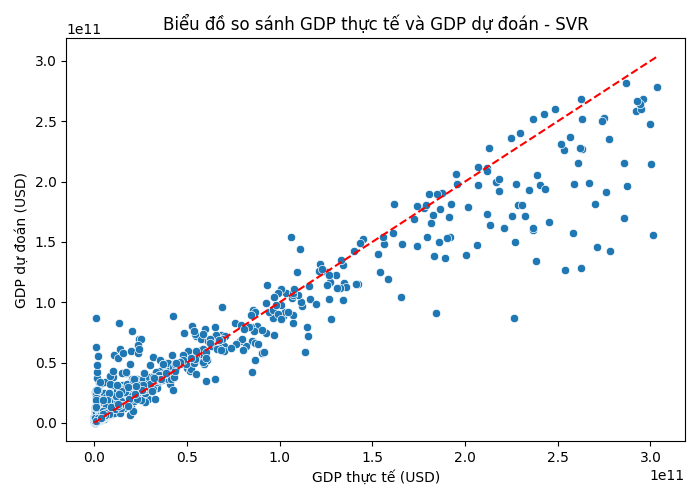 Biểu đồ so sánh GDP thực tế và GDP dự đoán - SVR
1e11
GDP dự đoán (USD)
3.0
2.5
2.0
1.5
1.0
0.5
0.0
0.0 0.5 1.0 1.5 2.0 2.5 3.0
1e11
GDP thực tế (USD)